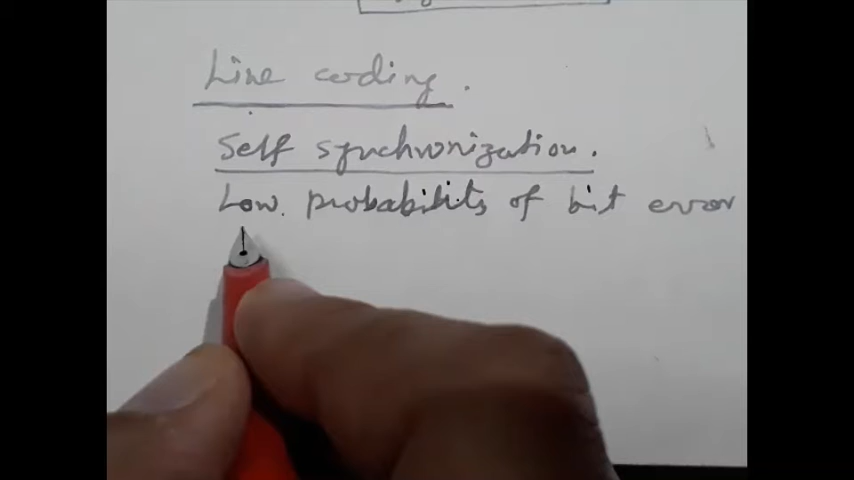 Line coding.
Self synchronization.
Low probability of bit error